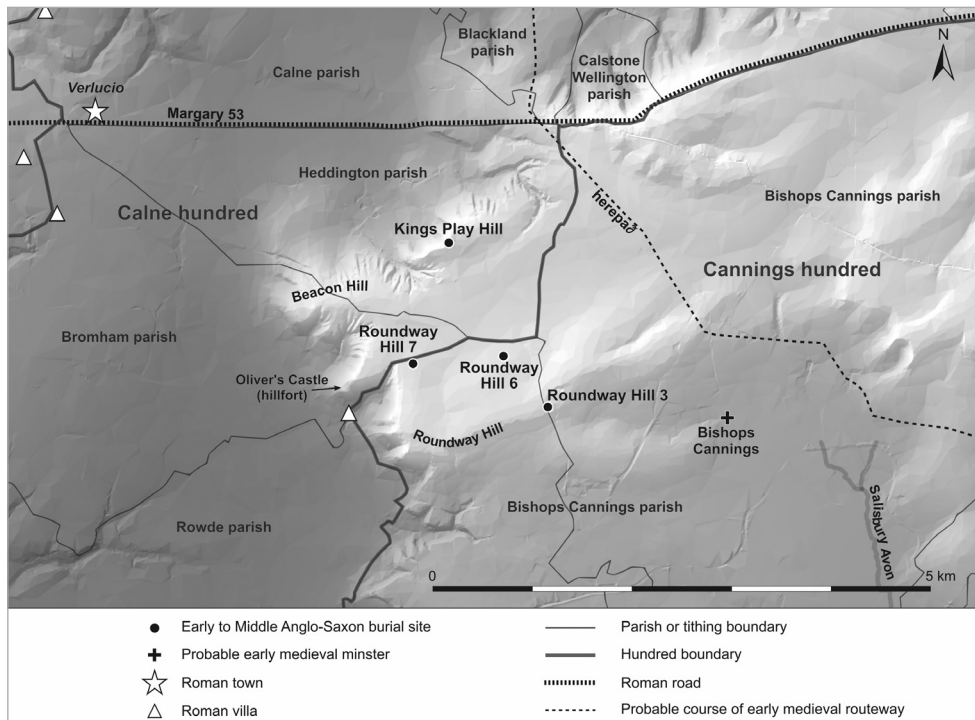 Blackland
parish
Calne parish
Calstone
Wellington
parish
N
Verlucio
Margary 53
Heddington parish
Bishops Cannings parish
herepað
Calne hundred
Kings Play Hill
Cannings hundred
Beacon Hill
Bromham parish
Roundway
Hill 7
Roundway
Hill 6
Oliver's Castle
(hillfort)
Roundway Hill 3
Roundway Hill
Bishops
Cannings
Salisbury Avon
Bishops Cannings parish
Rowde parish
0
5 km
Early to Middle Anglo-Saxon burial site
Probable early medieval minster
Roman town
Roman villa
Parish or tithing boundary
Hundred boundary
Roman road
Probable course of early medieval routeway